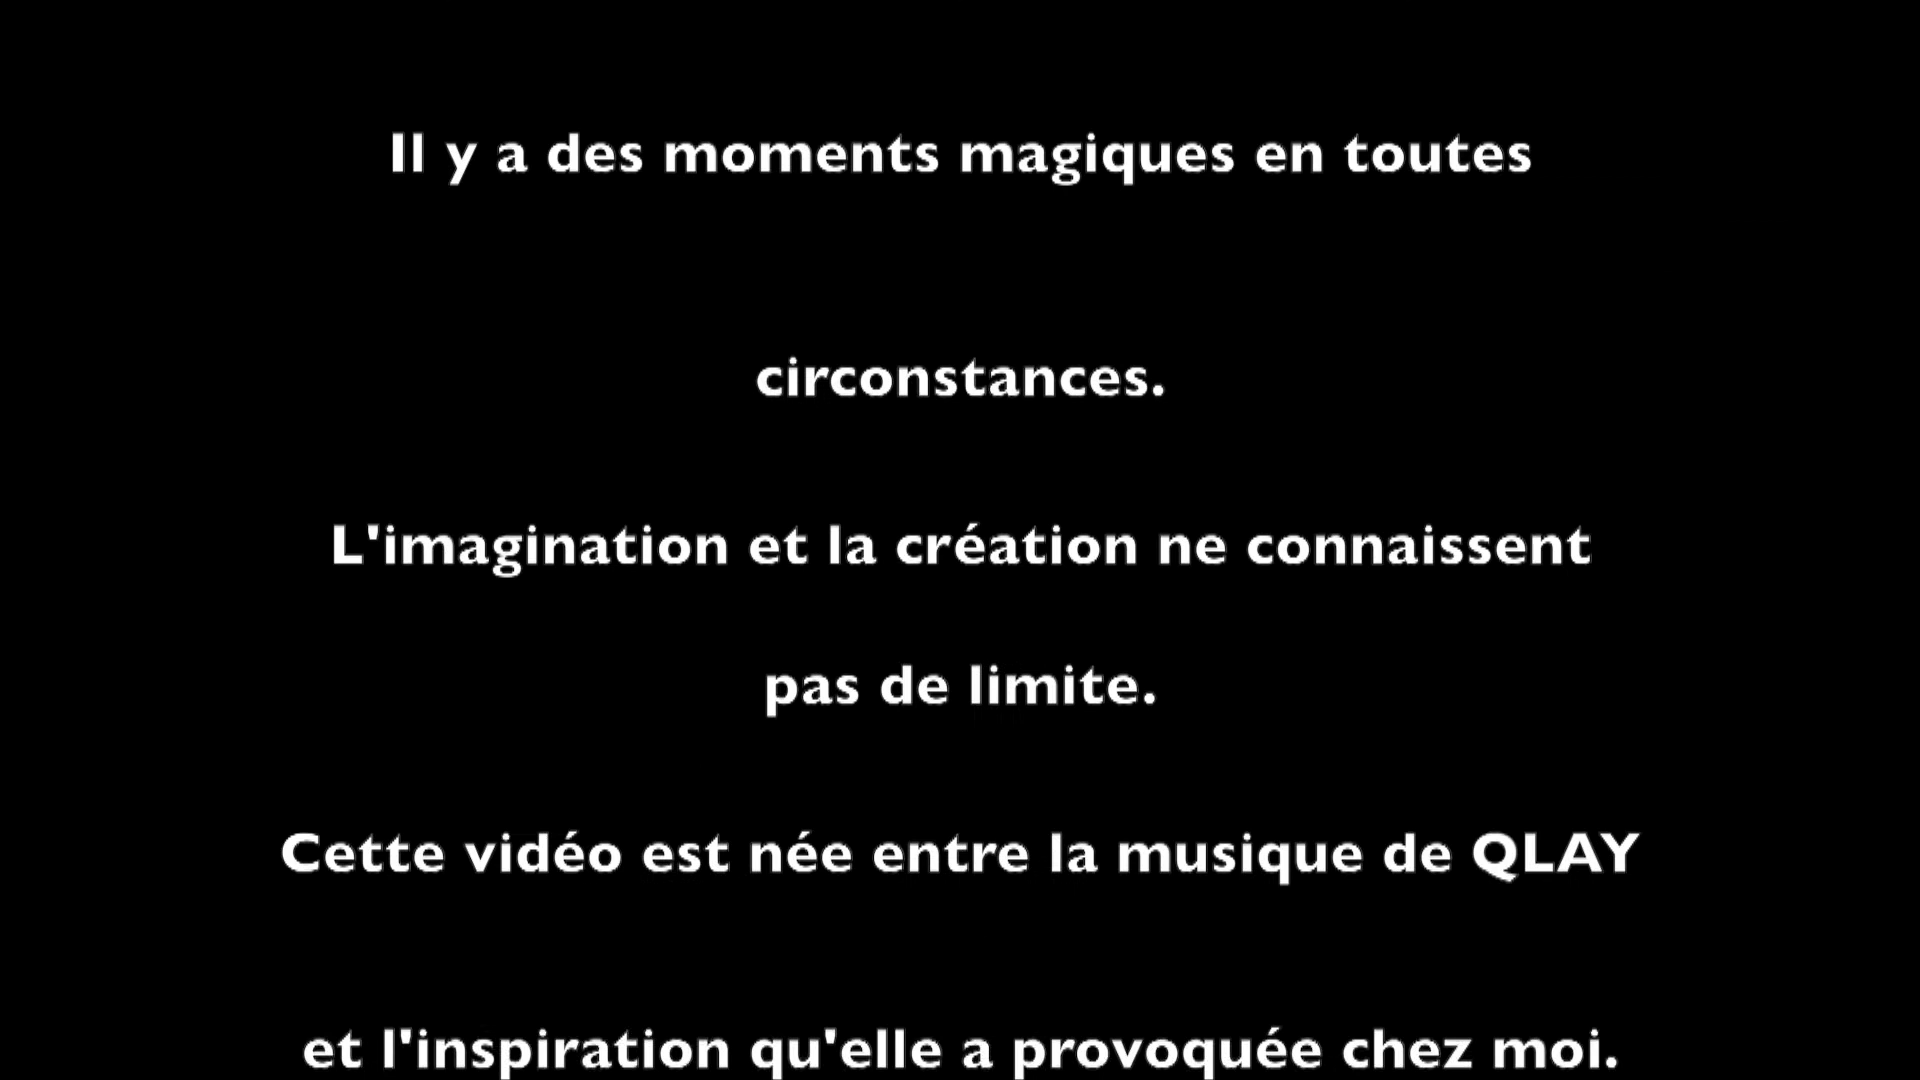 Il y a des moments magiques en toutes
circonstances.
L'imagination et la création ne connaissent
pas de limite.
Cette vidéo est née entre la musique de QLAY
et l'inspiration qu'elle a provoquée chez moi.